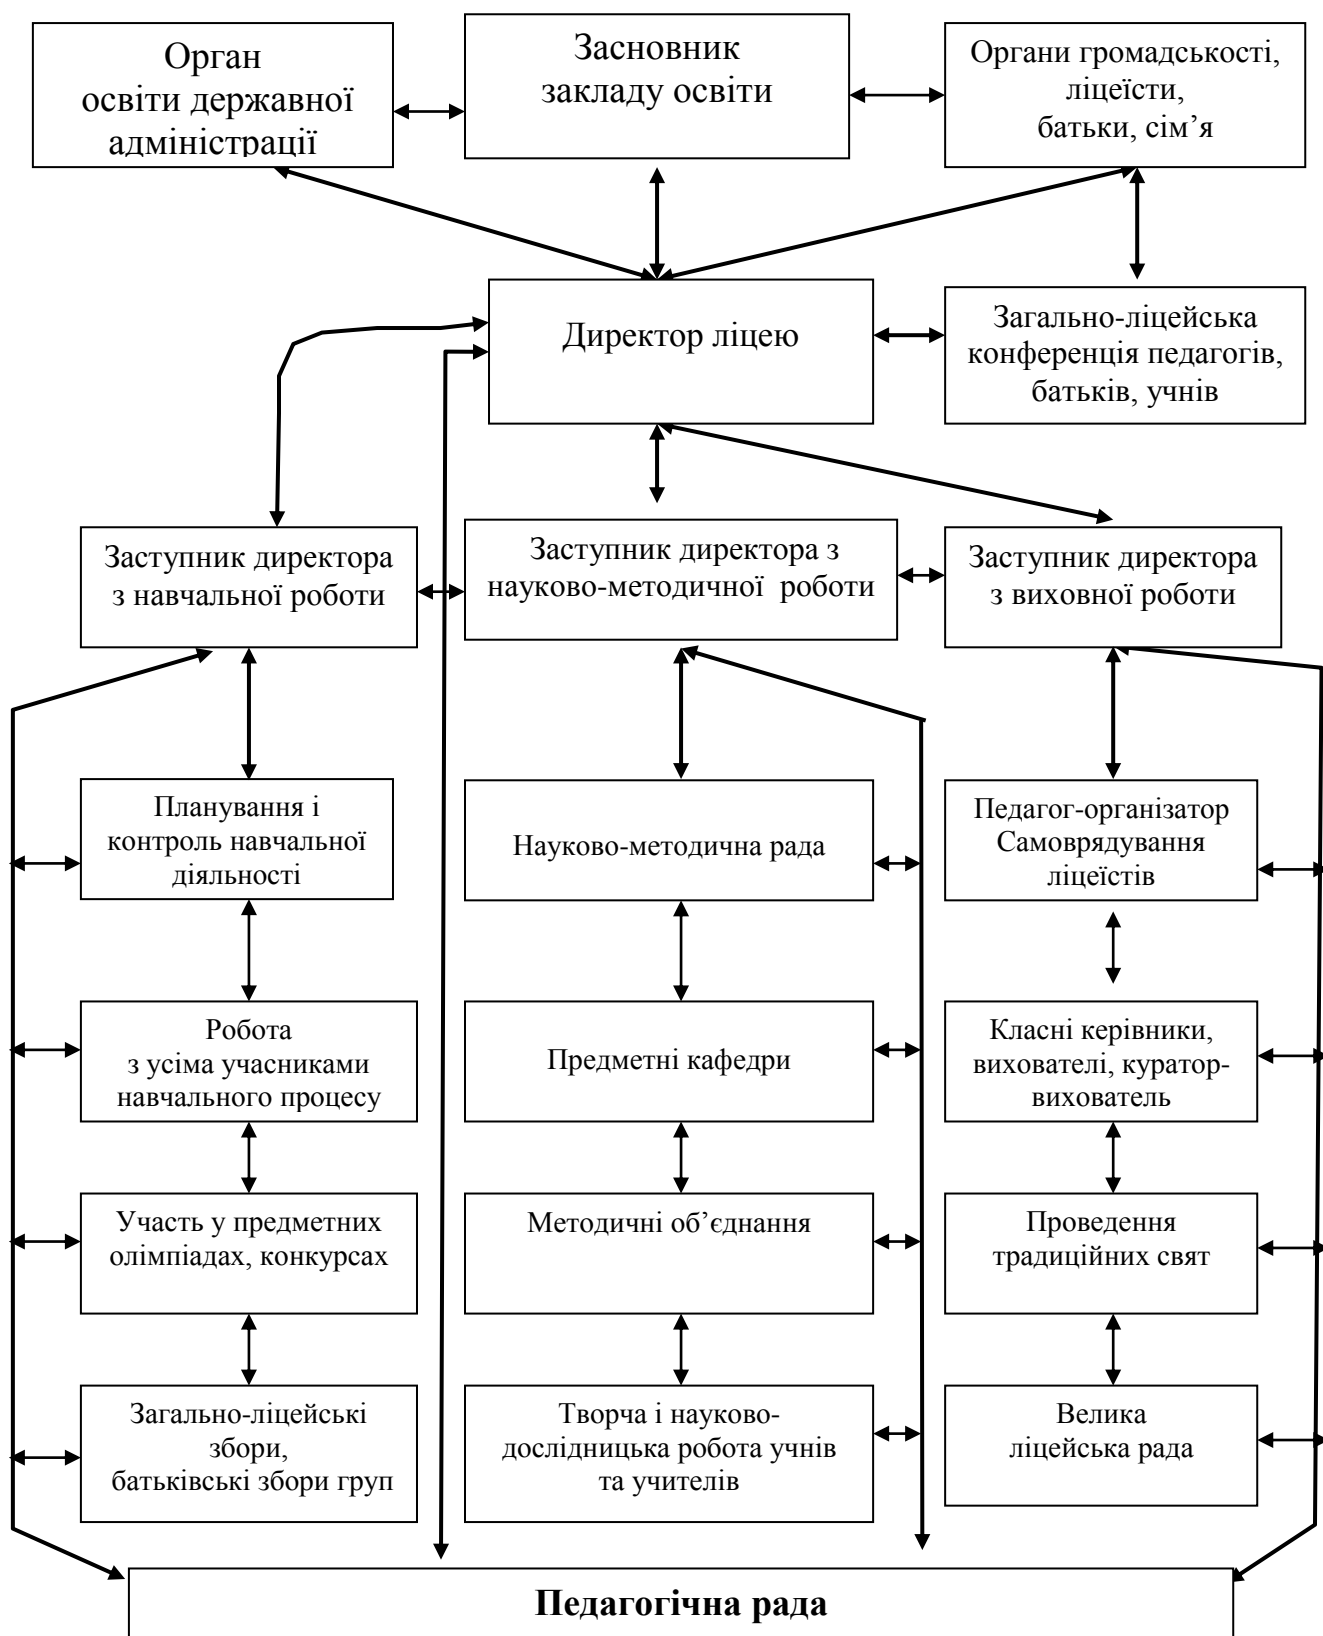 Орган
освіти державної
адміністрації
Засновник
закладу освіти
Органи громадськості,
ліцеїсти,
батьки, сім’я
Директор ліцею
Загально-ліцейська
конференція педагогів,
батьків, учнів
Заступник директора
з навчальної роботи
Заступник директора з
науково-методичної роботи
Заступник директора
з виховної роботи
Планування і
контроль навчальної
діяльності
Науково-методична рада
Педагог-організатор
Самоврядування
ліцеїстів
Робота
з усіма учасниками
навчального процесу
Предметні кафедри
Класні керівники,
вихователі, куратор-
вихователь
Участь у предметних
олімпіадах, конкурсах
Методичні об’єднання
Проведення
традиційних свят
Загально-ліцейські
збори,
батьківські збори груп
Творча і науково-
дослідницька робота учнів
та учителів
Велика
ліцейська рада
Педагогічна рада